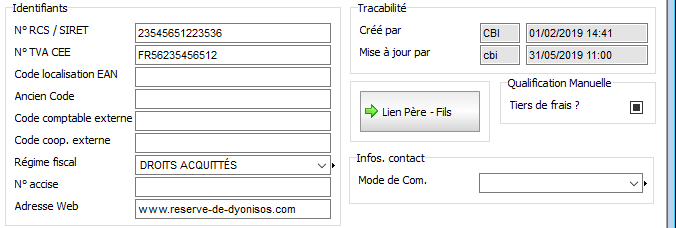 Identifiants
N° RCS / SIRET 23545651223536
N° TVA CEE FR56235456512
Code localisation EAN
Ancien Code
Code comptable externe
Code coop. externe
Régime fiscal DROITS ACQUITTÉS
N° accise
Adresse Web www.reserve-de-dyonisos.com
Tracabilité
Créé par CBI 01/02/2019 14:41
Mise à jour par cbi 31/05/2019 11:00
Lien Père - Fils
Qualification Manuelle
Tiers de frais ?
Infos. contact
Mode de Com.